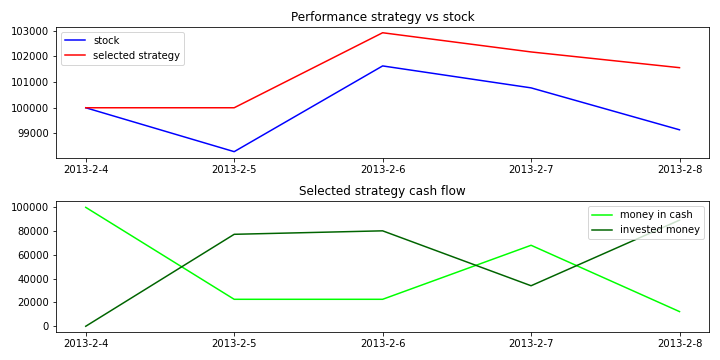 Performance strategy vs stock
103000
102000
101000
100000
99000
stock
selected strategy
2013-2-4 2013-2-5 2013-2-6 2013-2-7 2013-2-8
Selected strategy cash flow
100000
80000
60000
40000
20000
0
money in cash
invested money
2013-2-4 2013-2-5 2013-2-6 2013-2-7 2013-2-8